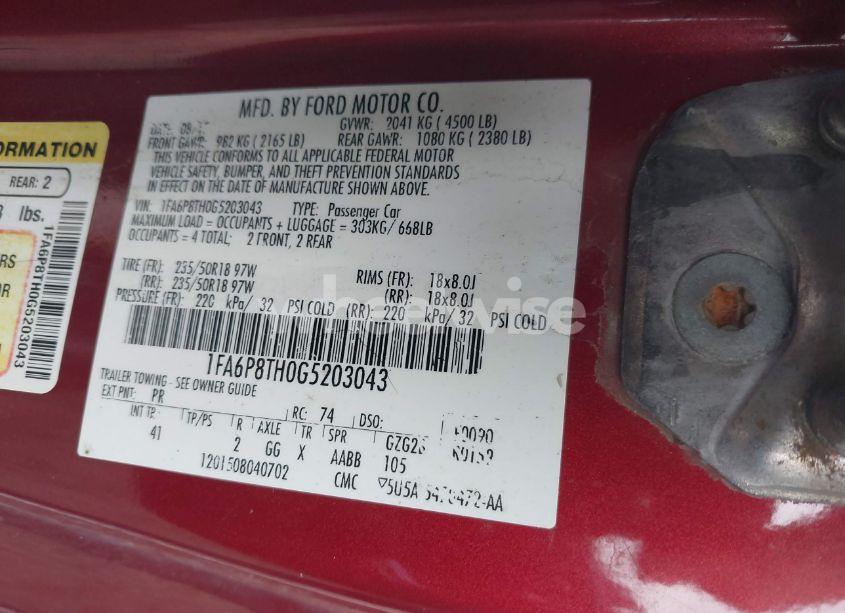 MFD. BY FORD MOTOR CO.
DATE: 08/
GVWR: 2041 KG ( 4500 LB)
FRONT GAWR: 982 KG ( 2165 LB)
REAR GAWR: 1080 KG ( 2380 LB)
THIS VEHICLE CONFORMS TO ALL APPLICABLE FEDERAL MOTOR
VEHICLE SAFETY, BUMPER, AND THEFT PREVENTION STANDARDS
IN EFFECT ON THE DATE OF MANUFACTURE SHOWN ABOVE.
VIN: 1FA6P8TH0G5203043 TYPE: Passenger Car
MAXIMUM LOAD = OCCUPANTS + LUGGAGE = 303KG/ 668LB
OCCUPANTS = 4 TOTAL; 2 FRONT, 2 REAR
TIRE (FR): 235/50R18 97W RIMS (FR): 18x8.0J
(RR): 235/50R18 97W (RR): 18x8.0J
PRESSURE (FR): 220 kPa/ 32 PSI COLD (RR): 220 kPa/ 32 PSI COLD
1FA6P8TH0G5203043
TRAILER TOWING - SEE OWNER GUIDE
EXT PNT: PR RC: 74 DSO:
INT TR TP/PS R AXLE TR SPR GZG26
41 2 GG X AABB 105
1201508040702 CMC
ORMATION
REAR: 2
lbs.
RS
OR
1FA6P8TH0G5203043
wheelwise